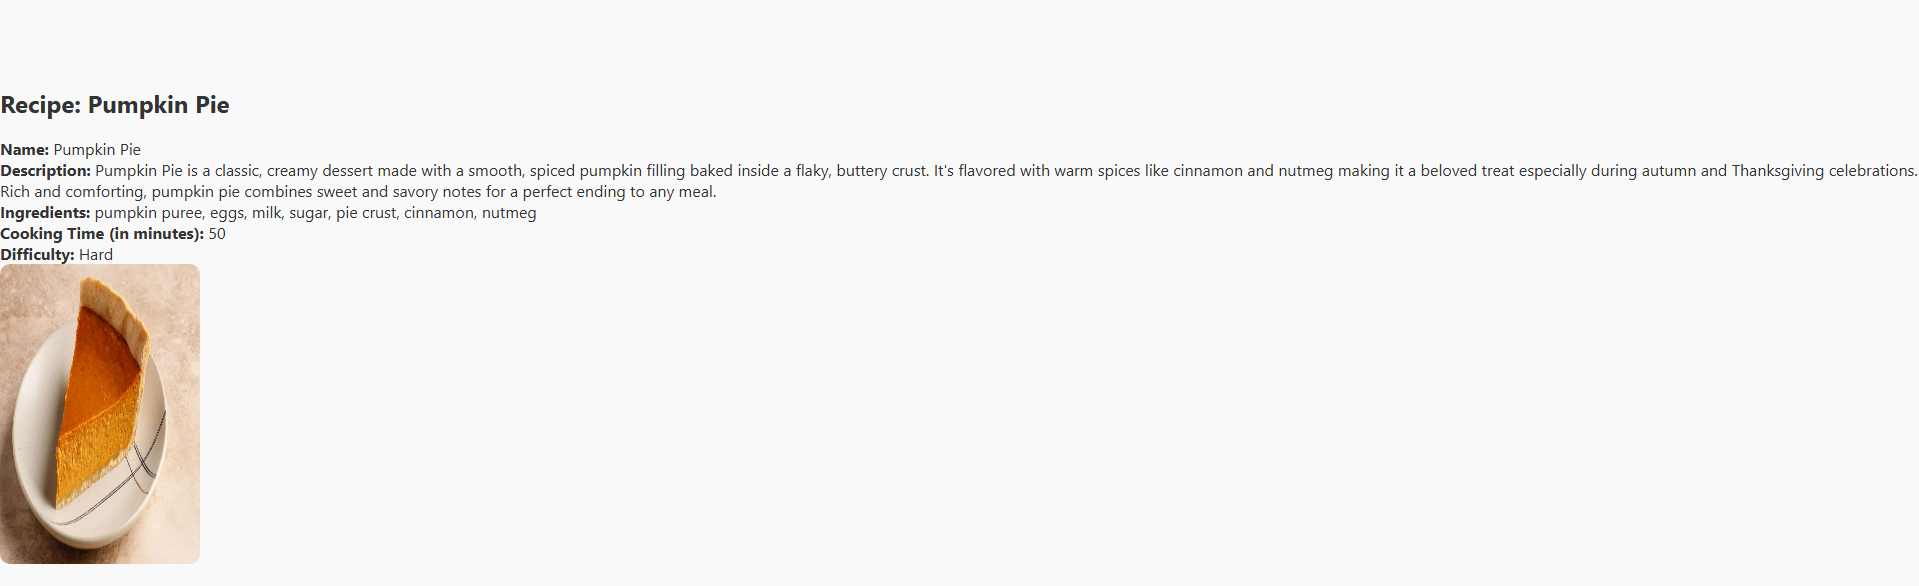 Recipe: Pumpkin Pie
Name: Pumpkin Pie
Description: Pumpkin Pie is a classic, creamy dessert made with a smooth, spiced pumpkin filling baked inside a flaky, buttery crust. It's flavored with warm spices like cinnamon and nutmeg making it a beloved treat especially during autumn and Thanksgiving celebrations.
Rich and comforting, pumpkin pie combines sweet and savory notes for a perfect ending to any meal.
Ingredients: pumpkin puree, eggs, milk, sugar, pie crust, cinnamon, nutmeg
Cooking Time (in minutes): 50
Difficulty: Hard